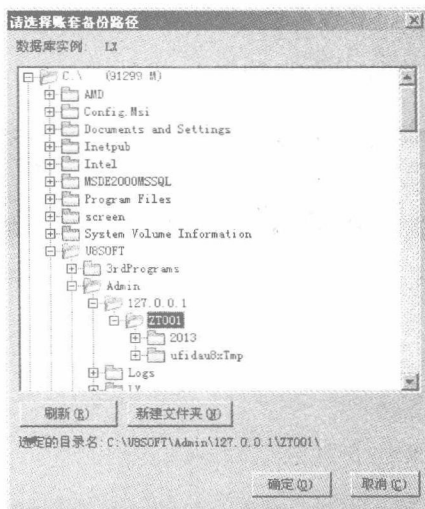 请选择账套备份路径
数据库实例: LX
C:\ (91299 M)
AMD
Config.Msi
Documents and Settings
Inetpub
Intel
MSDE2000MSSQL
Program Files
screen
System Volume Information
U8SOFT
3rdPrograms
Admin
127.0.0.1
ZT001
2013
ufidau8xTmp
Logs
刷新(R) 新建文件夹(N)
选定的目录名:C:\U8SOFT\Admin\127.0.0.1\ZT001\
确定(O) 取消(C)